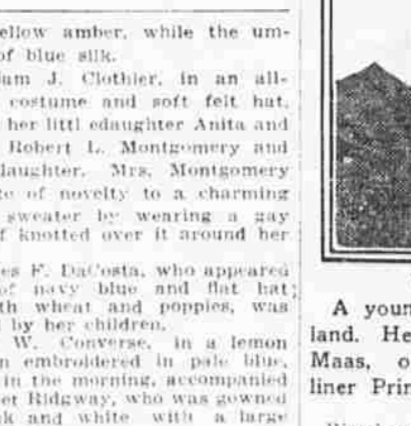 ellow amber, while the um-
of blue silk.
iam J. Clothier, in an all-
costume and soft felt hat,
her littl edaughter Anita and
Robert L. Montgomery and
daughter. Mrs. Montgomery
te of novelty to a charming
sweater by wearing a gay
f knotted over it around her
es F. DaCosta, who appeared
of navy blue and flat hat
th wheat and poppies, was
d by her children.
W. Converse, in a lemon
n embroidered in pale blue,
in the morning, accompanied
et Ridgway, who was gowned
k and white with a large
A youn
land. He
Maas, o
liner Prin